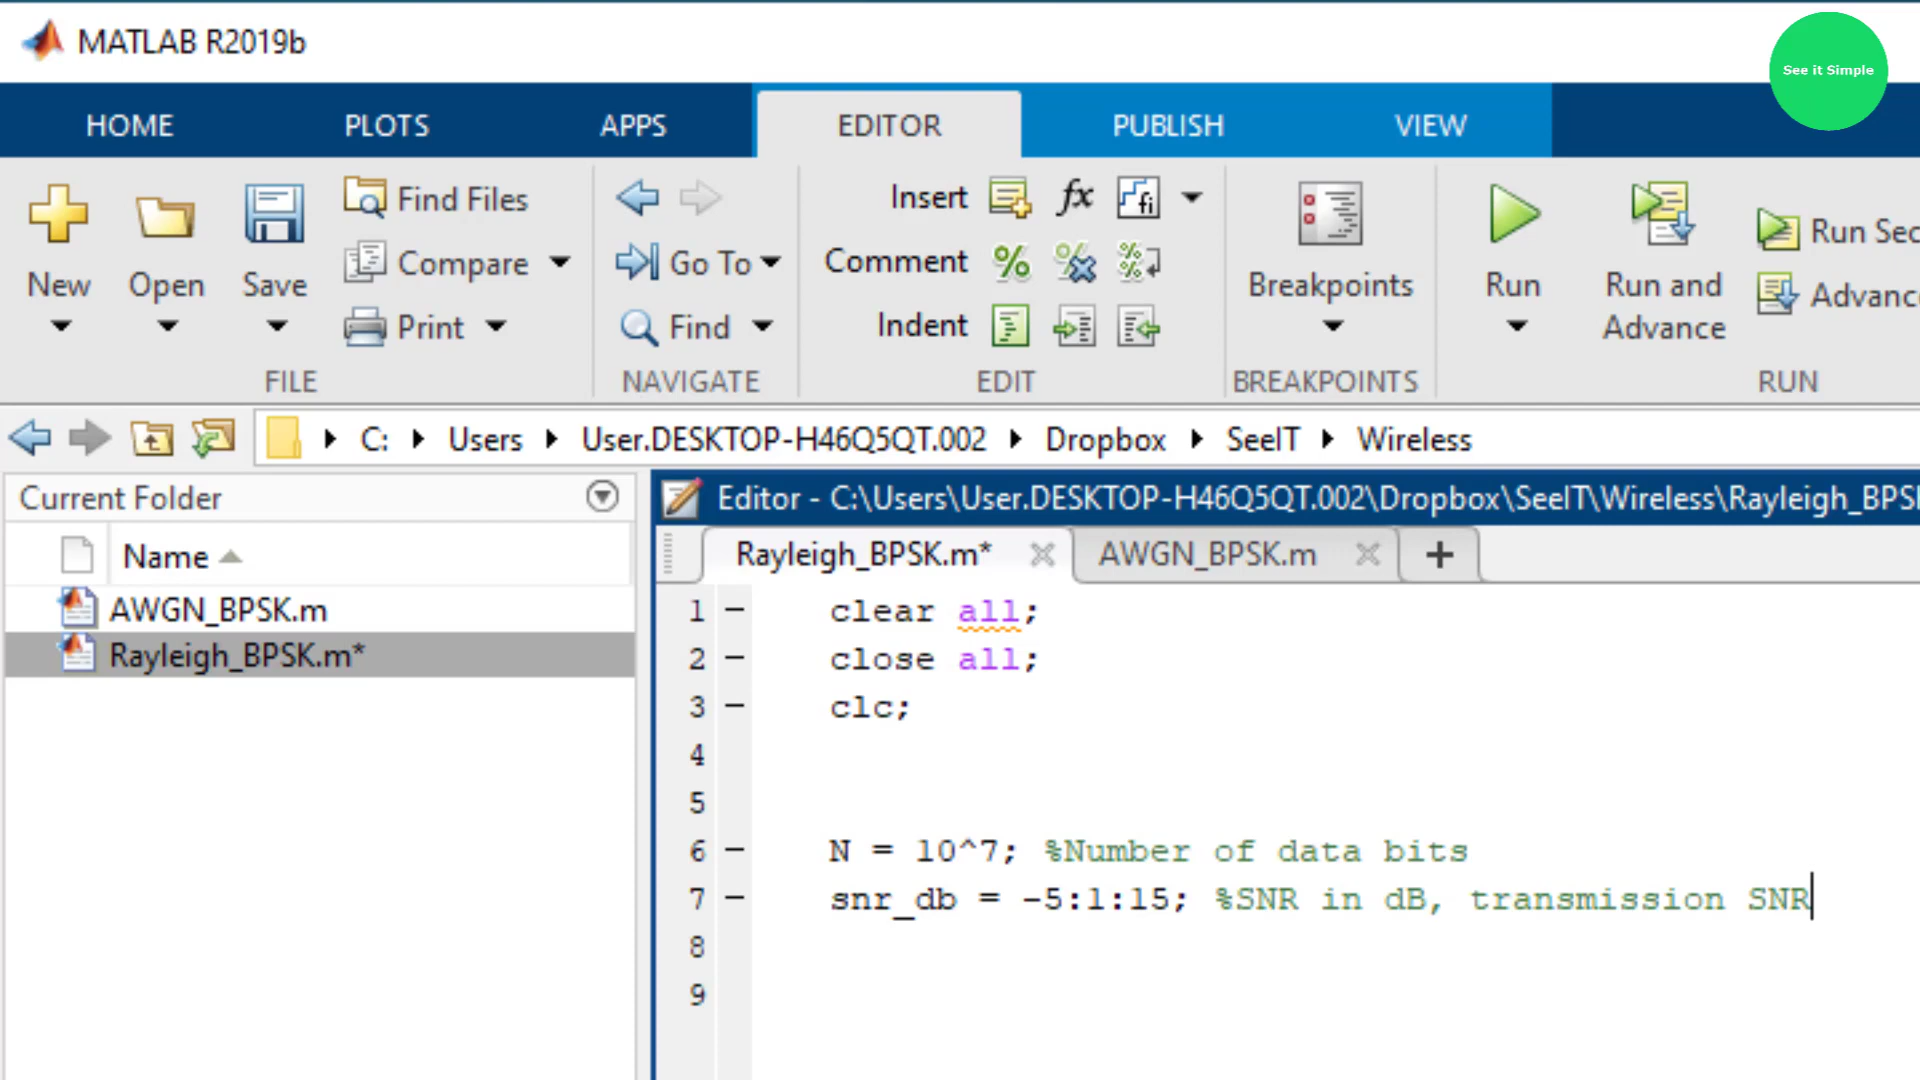 MATLAB R2019b
See it Simple
HOME PLOTS APPS EDITOR PUBLISH VIEW
New Open Save Find Files Compare Print
FILE
Go To Find
NAVIGATE
Insert fx fi
Comment
Indent
EDIT
Breakpoints
BREAKPOINTS
Run Run and Advance Run Sec Advanc
RUN
C: Users User.DESKTOP-H46Q5QT.002 Dropbox SeeIT Wireless
Current Folder
Name
AWGN_BPSK.m
Rayleigh_BPSK.m*
Editor - C:\Users\User.DESKTOP-H46Q5QT.002\Dropbox\SeeIT\Wireless\Rayleigh_BPS
Rayleigh_BPSK.m* AWGN_BPSK.m
1 – clear all;
2 – close all;
3 – clc;
4
5
6 – N = 10^7; %Number of data bits
7 – snr_db = -5:1:15; %SNR in dB, transmission SNR
8
9